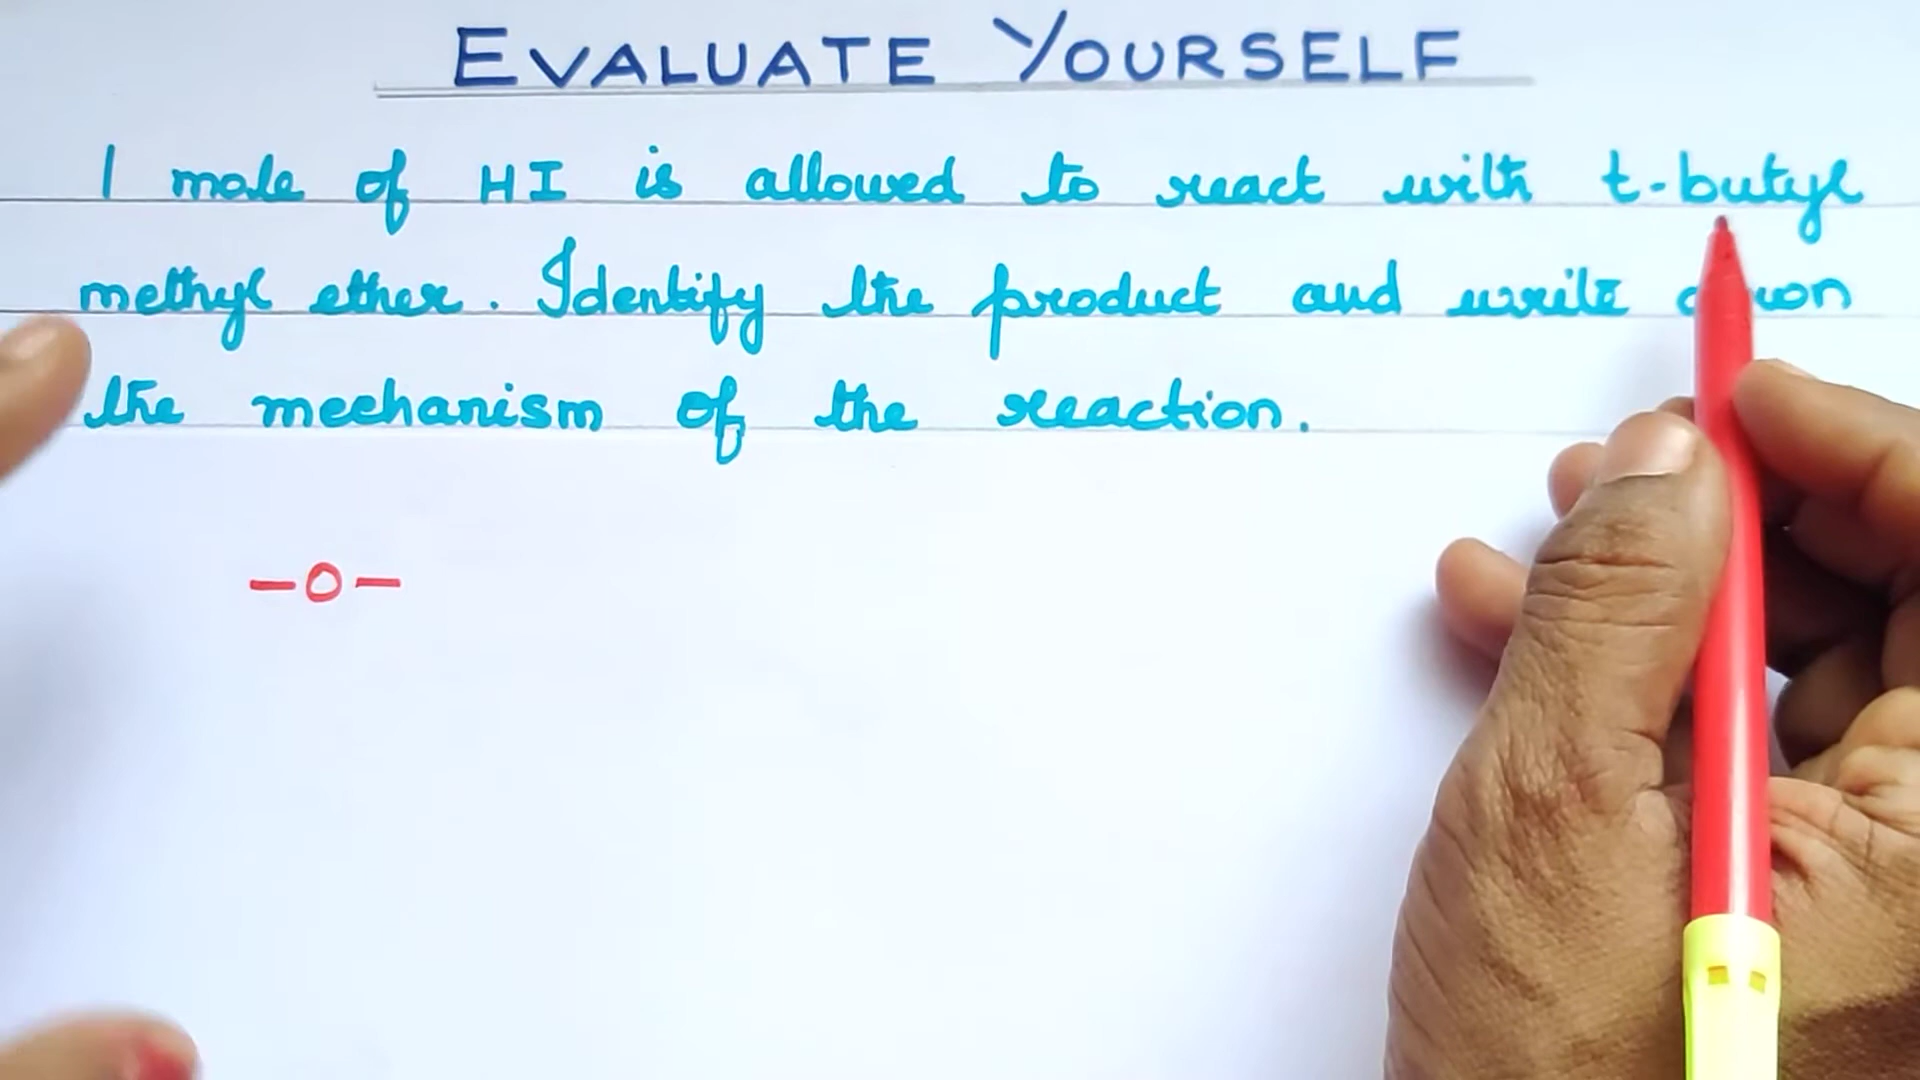 EVALUATE YOURSELF
1 mole of HI is allowed to react with t-butyl
methyl ether. Identify the product and write
the mechanism of the reaction.
-O-